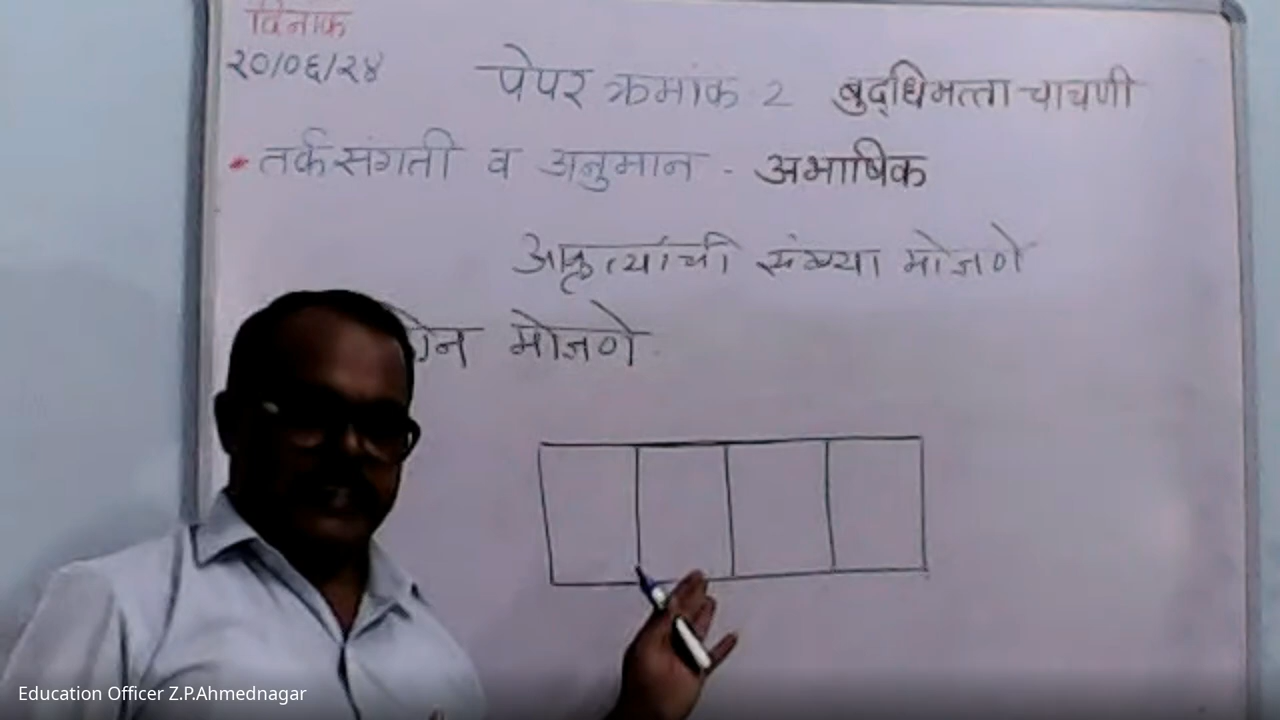 दिनांक
२०/०६/२४
पेपर क्रमांक 2 बुद्धिमत्ता चाचणी
तर्कसंगती व अनुमान - अभाषिक
आकृत्यांची संख्या मोजणे
मोजणे
Education Officer Z.P.Ahmednagar